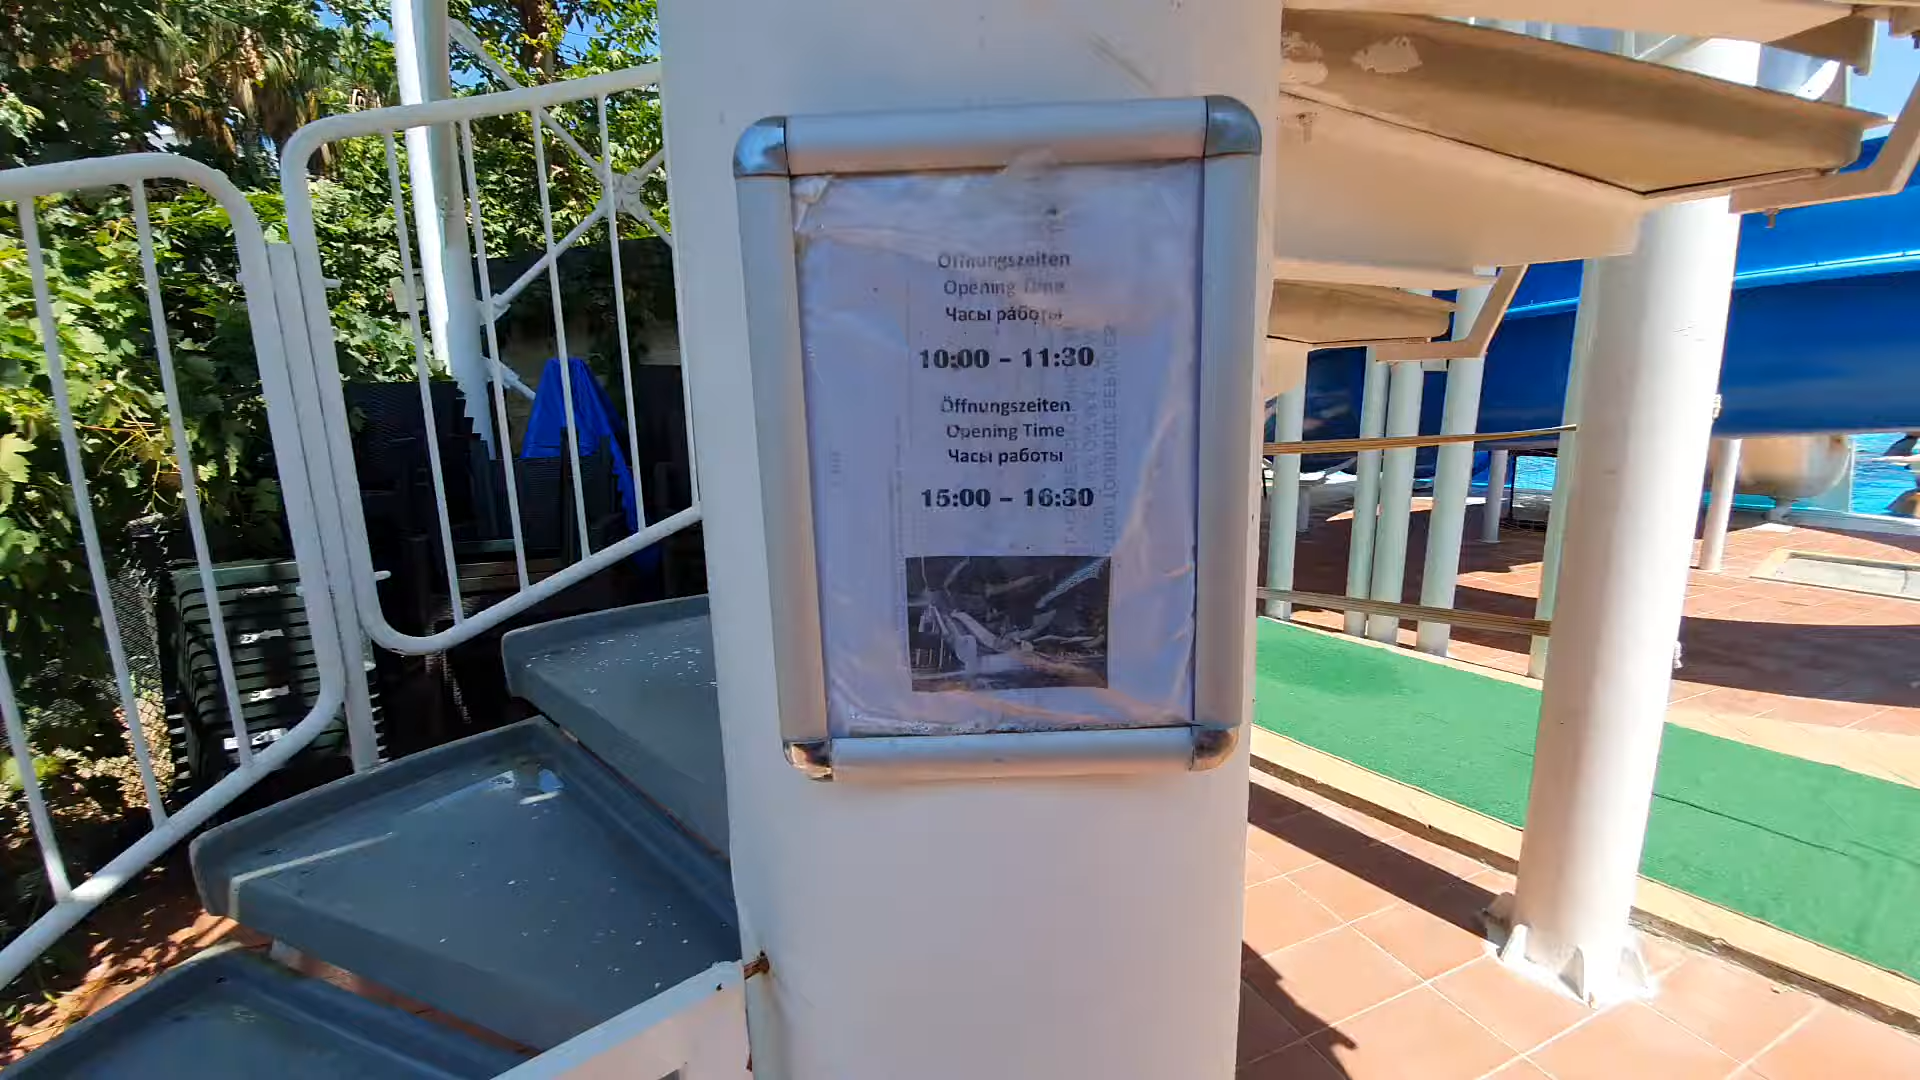 Öffnungszeiten
Opening Time
Часы работы
10:00 - 11:30
Öffnungszeiten
Opening Time
Часы работы
15:00 - 16:30